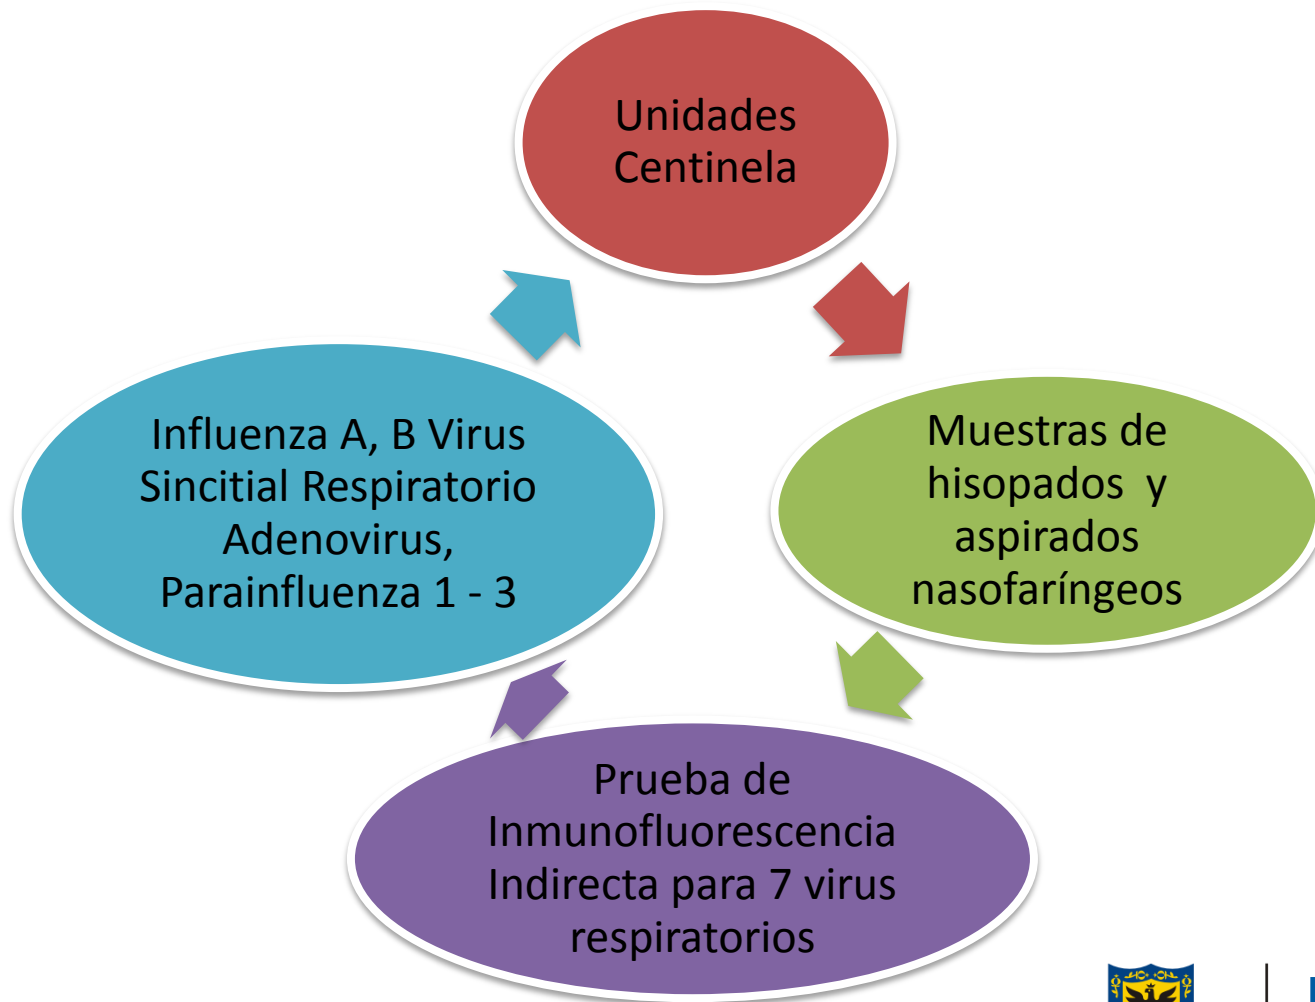 Unidades
Centinela
Muestras de
hisopados y
aspirados
nasofaríngeos
Prueba de
Inmunofluorescencia
Indirecta para 7 virus
respiratorios
Influenza A, B Virus
Sincitial Respiratorio
Adenovirus,
Parainfluenza 1 - 3